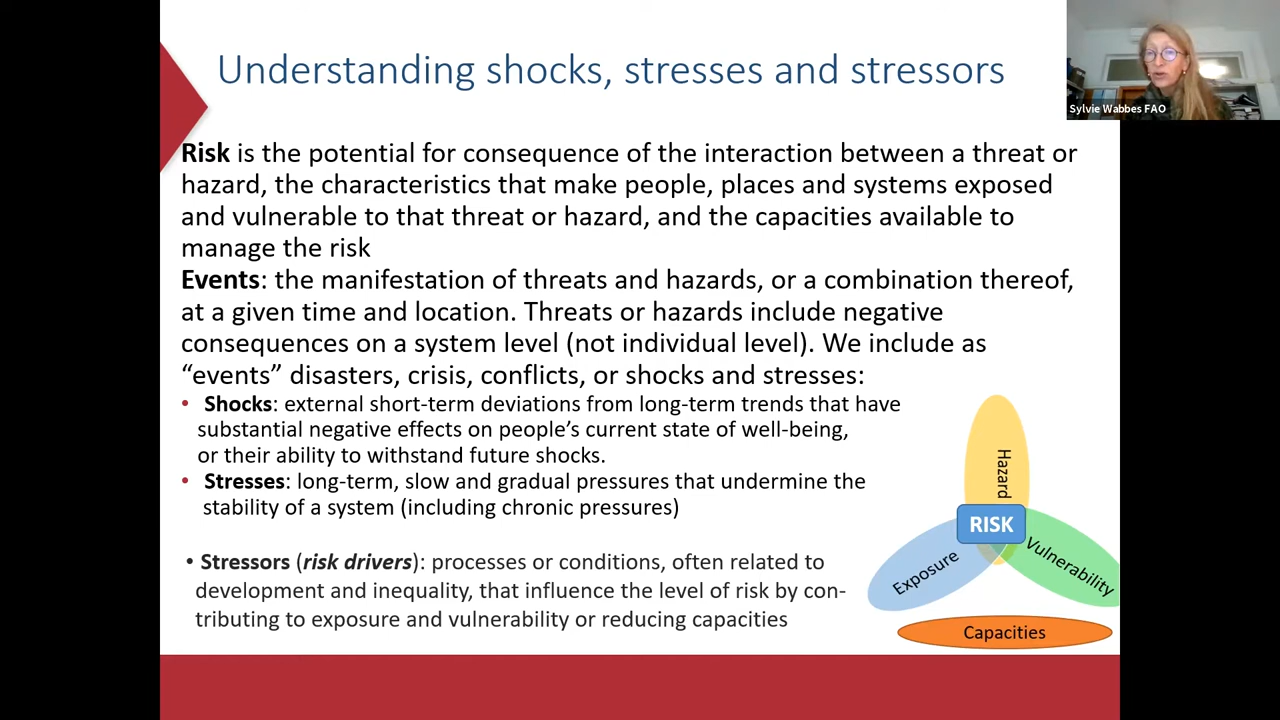 Understanding shocks, stresses and stressors
Sylvie Wabbes FAO
Risk is the potential for consequence of the interaction between a threat or
hazard, the characteristics that make people, places and systems exposed
and vulnerable to that threat or hazard, and the capacities available to
manage the risk
Events: the manifestation of threats and hazards, or a combination thereof,
at a given time and location. Threats or hazards include negative
consequences on a system level (not individual level). We include as
“events” disasters, crisis, conflicts, or shocks and stresses:
• Shocks: external short-term deviations from long-term trends that have
substantial negative effects on people’s current state of well-being,
or their ability to withstand future shocks.
• Stresses: long-term, slow and gradual pressures that undermine the
stability of a system (including chronic pressures)
• Stressors (risk drivers): processes or conditions, often related to
development and inequality, that influence the level of risk by con-
tributing to exposure and vulnerability or reducing capacities
Hazard
RISK
Exposure
Vulnerability
Capacities